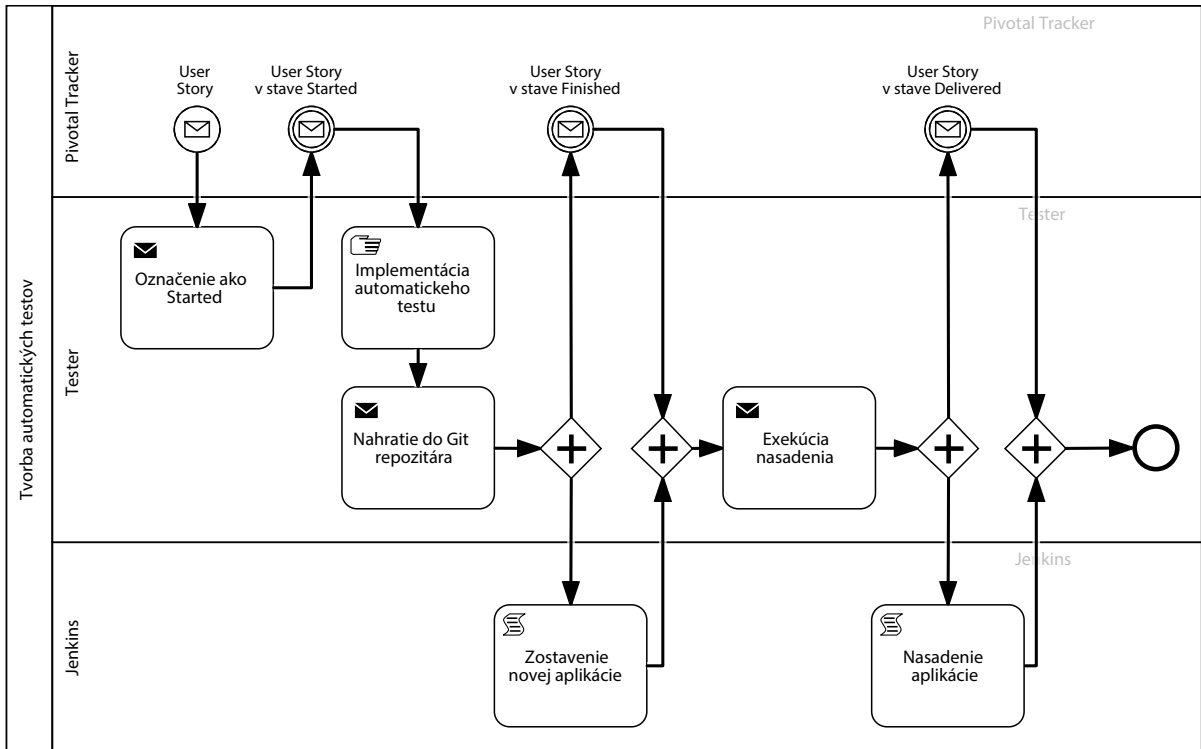 Pivotal Tracker
Pivotal Tracker
User
Story
User Story
v stave Started
User Story
v stave Finished
User Story
v stave Delivered
Tvorba automatických testov
Tester
Tester
Označenie ako
Started
Implementácia
automatickeho
testu
Nahratie do Git
repozitára
Exekúcia
nasadenia
Jenkins
Jenkins
Zostavenie
novej aplikácie
Nasadenie
aplikácie